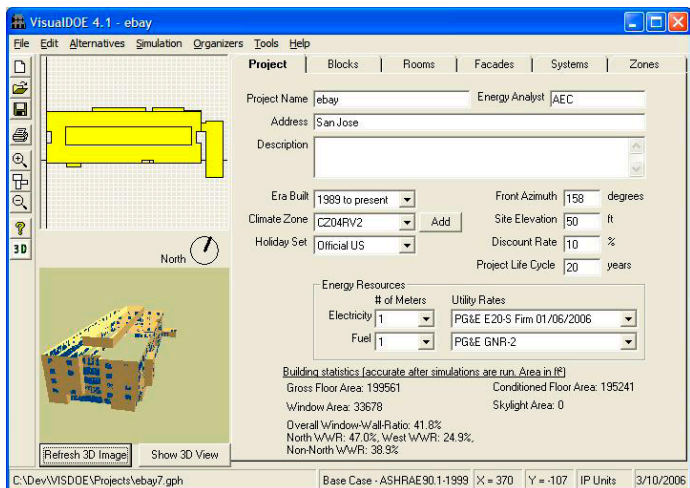 VisualDOE 4.1 - ebay
File Edit Alternatives Simulation Organizers Tools Help
Project Blocks Rooms Facades Systems Zones
Project Name ebay Energy Analyst AEC
Address San Jose
Description
Era Built 1989 to present Front Azimuth 158 degrees
Climate Zone CZ04RV2 Add Site Elevation 50 ft
Holiday Set Official US Discount Rate 10 %
Project Life Cycle 20 years
North
3D
Energy Resources
# of Meters Utility Rates
Electricity 1 PG&E E20-S Firm 01/06/2006
Fuel 1 PG&E GNR-2
Building statistics (accurate after simulations are run. Area in ft²)
Gross Floor Area: 199561 Conditioned Floor Area: 195241
Window Area: 33678 Skylight Area: 0
Overall Window-Wall-Ratio: 41.8%
North WWR: 47.0%, West WWR: 24.9%,
Non-North WWR: 38.9%
Refresh 3D Image Show 3D View
C:\Dev\VISDOE\Projects\ebay7.gph Base Case - ASHRAE90.1-1999 X = 370 Y = -107 IP Units 3/10/2006